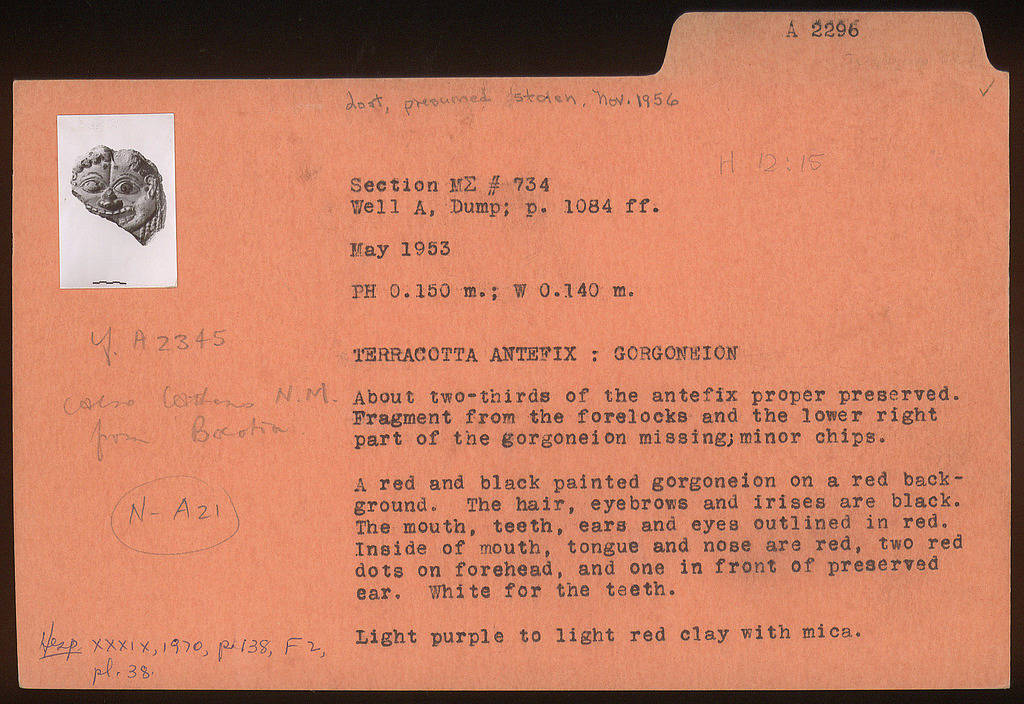 A 2296
Lost, presumed stolen, Nov. 1956
H 12:15
Section ΜΣ # 734
Well A, Dump; p. 1084 ff.
May 1953
PH 0.150 m.; W 0.140 m.
cf. A 2345
also Athens N.M.
from Boeotia
N- A21
TERRACOTTA ANTEFIX : GORGONEION
About two-thirds of the antefix proper preserved.
Fragment from the forelocks and the lower right
part of the gorgoneion missing; minor chips.
A red and black painted gorgoneion on a red back-
ground. The hair, eyebrows and irises are black.
The mouth, teeth, ears and eyes outlined in red.
Inside of mouth, tongue and nose are red, two red
dots on forehead, and one in front of preserved
ear. White for the teeth.
Light purple to light red clay with mica.
Hesp. XXXIX, 1970, p. 138, F 2,
pl. 38.